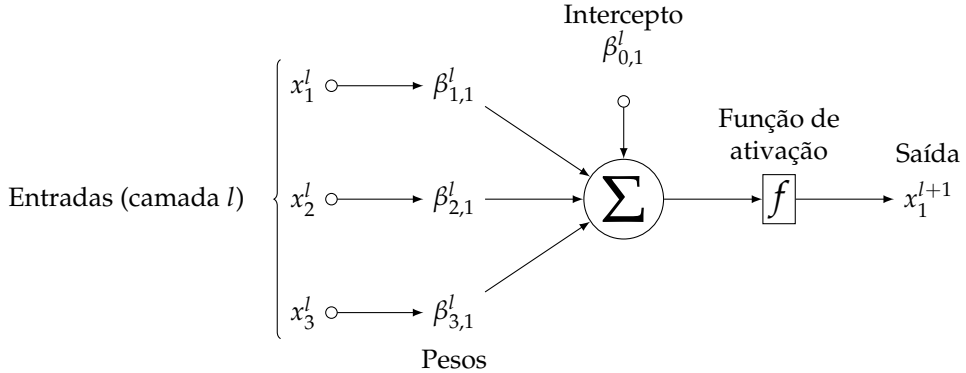 Intercepto
β^l_{0,1}
x^l_1 β^l_{1,1}
Função de
ativação
Saída
Entradas (camada l) x^l_2 β^l_{2,1} Σ f x^{l+1}_1
x^l_3 β^l_{3,1}
Pesos